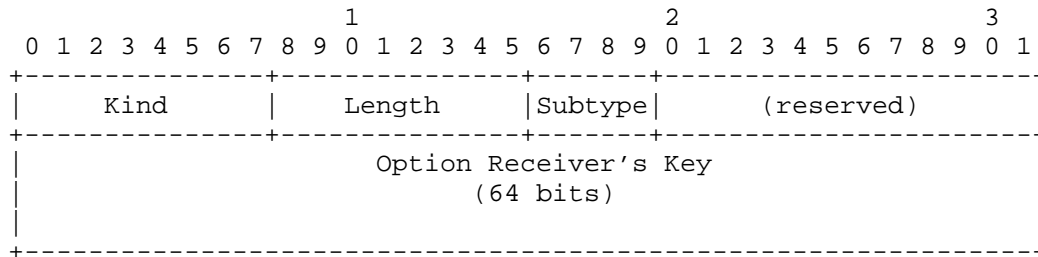 1                   2                   3
 0 1 2 3 4 5 6 7 8 9 0 1 2 3 4 5 6 7 8 9 0 1 2 3 4 5 6 7 8 9 0 1
+---------------+---------------+-------+-----------------------
|     Kind      |    Length     |Subtype|      (reserved)
+---------------+---------------+-------+-----------------------
|                      Option Receiver's Key
|                            (64 bits)
|
+---------------------------------------------------------------